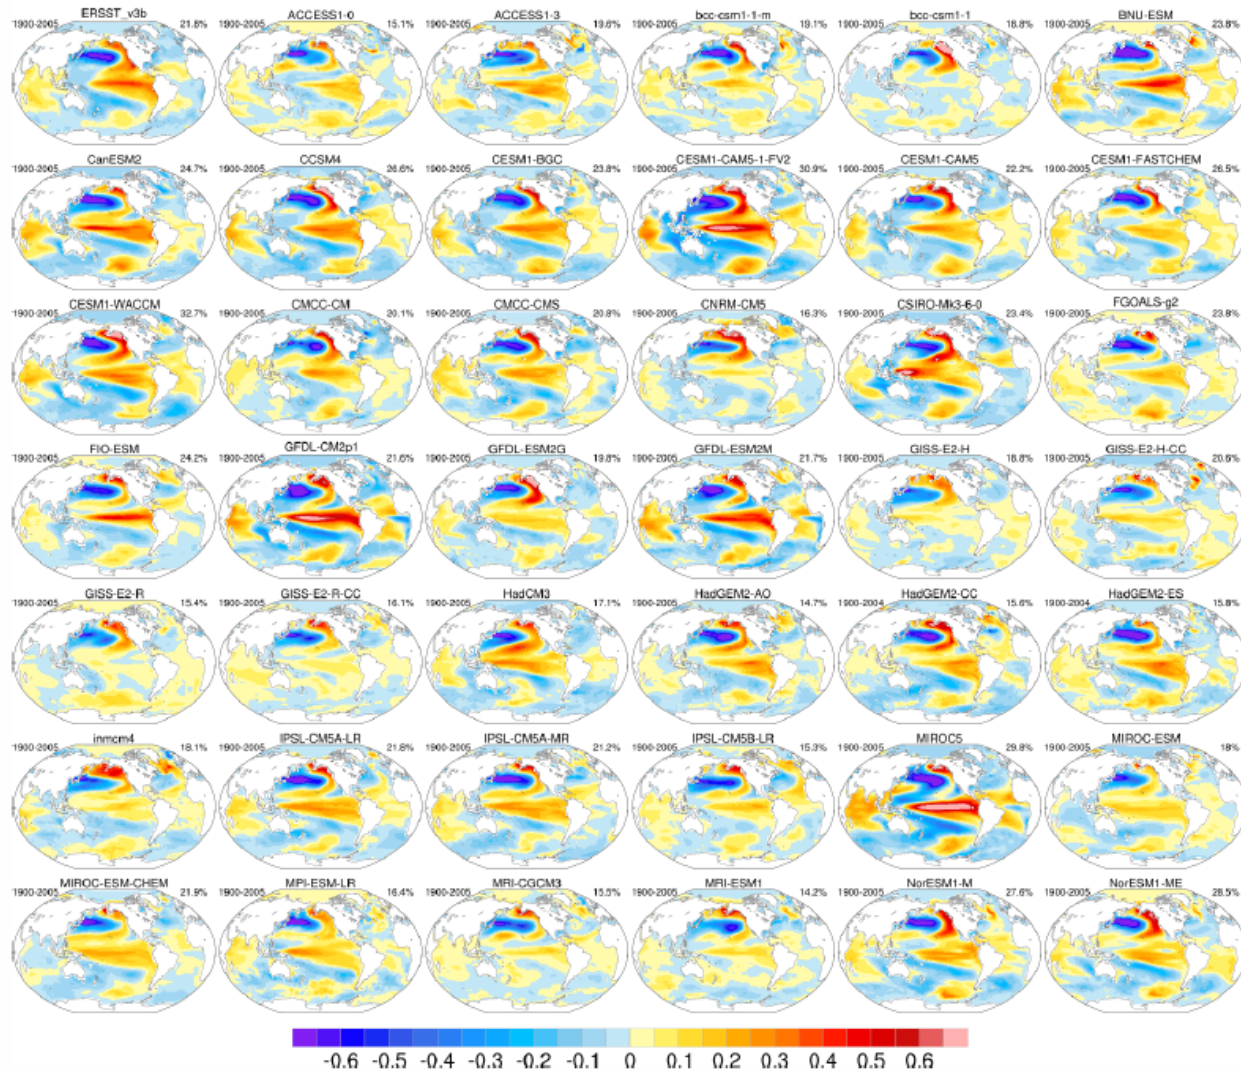 ERSST_v3b ACCESS1-0 ACCESS1-3 bcc-csm1-1-m bcc-csm1-1 BNU-ESM
1900-2005 21.8% 1900-2005 15.1% 1900-2005 19.6% 1900-2005 19.1% 1900-2005 18.8% 1900-2005 23.8%
CanESM2 CCSM4 CESM1-BGC CESM1-CAM5-1-FV2 CESM1-CAM5 CESM1-FASTCHEM
1900-2005 24.7% 1900-2005 26.6% 1900-2005 23.8% 1900-2005 30.9% 1900-2005 22.2% 1900-2005 26.5%
CESM1-WACCM CMCC-CM CMCC-CMS CNRM-CM5 CSIRO-Mk3-6-0 FGOALS-g2
1900-2005 32.7% 1900-2005 20.1% 1900-2005 20.8% 1900-2005 16.3% 1900-2005 23.4% 1900-2005 23.8%
FIO-ESM GFDL-CM2p1 GFDL-ESM2G GFDL-ESM2M GISS-E2-H GISS-E2-H-CC
1900-2005 24.2% 1900-2005 21.6% 1900-2005 19.8% 1900-2005 21.7% 1900-2005 18.8% 1900-2005 20.6%
GISS-E2-R GISS-E2-R-CC HadCM3 HadGEM2-AO HadGEM2-CC HadGEM2-ES
1900-2005 15.4% 1900-2005 16.1% 1900-2005 17.1% 1900-2005 14.7% 1900-2004 15.6% 1900-2004 15.8%
inmcm4 IPSL-CM5A-LR IPSL-CM5A-MR IPSL-CM5B-LR MIROC5 MIROC-ESM
1900-2005 18.1% 1900-2005 21.8% 1900-2005 21.2% 1900-2005 15.3% 1900-2005 29.8% 1900-2005 18%
MIROC-ESM-CHEM MPI-ESM-LR MRI-CGCM3 MRI-ESM1 NorESM1-M NorESM1-ME
1900-2005 21.9% 1900-2005 16.4% 1900-2005 15.5% 1900-2005 14.2% 1900-2005 27.6% 1900-2005 28.5%
-0.6 -0.5 -0.4 -0.3 -0.2 -0.1 0 0.1 0.2 0.3 0.4 0.5 0.6